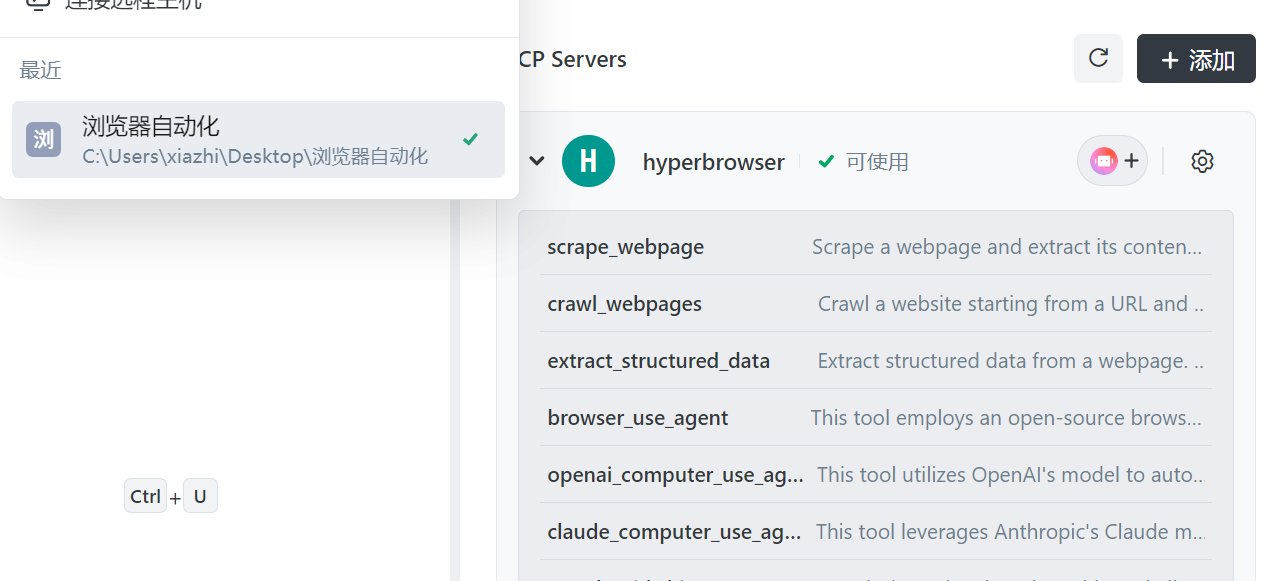 连接远程主机
最近
浏
浏览器自动化
C:\Users\xiazhi\Desktop\浏览器自动化
Ctrl + U
CP Servers
添加
H
hyperbrowser
可使用
scrape_webpage Scrape a webpage and extract its conten...
crawl_webpages Crawl a website starting from a URL and ..
extract_structured_data Extract structured data from a webpage. ..
browser_use_agent This tool employs an open-source brows...
openai_computer_use_ag... This tool utilizes OpenAI's model to auto..
claude_computer_use_ag... This tool leverages Anthropic's Claude m...